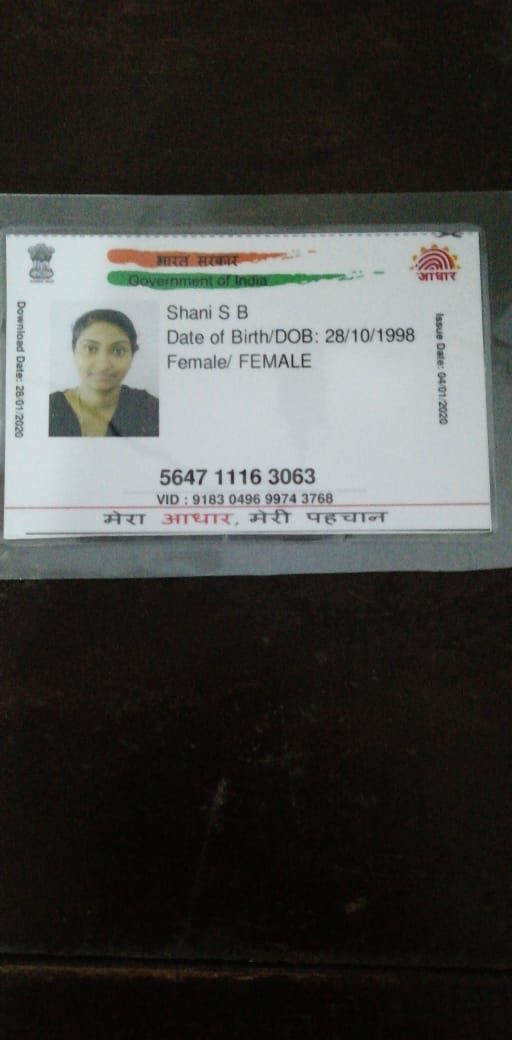 भारत सरकार
Government of India
आधार
Download Date: 28/01/2020
Shani S B
Date of Birth/DOB: 28/10/1998
Female/ FEMALE
Issue Date: 04/01/2020
5647 1116 3063
VID : 9183 0496 9974 3768
मेरा आधार, मेरी पहचान